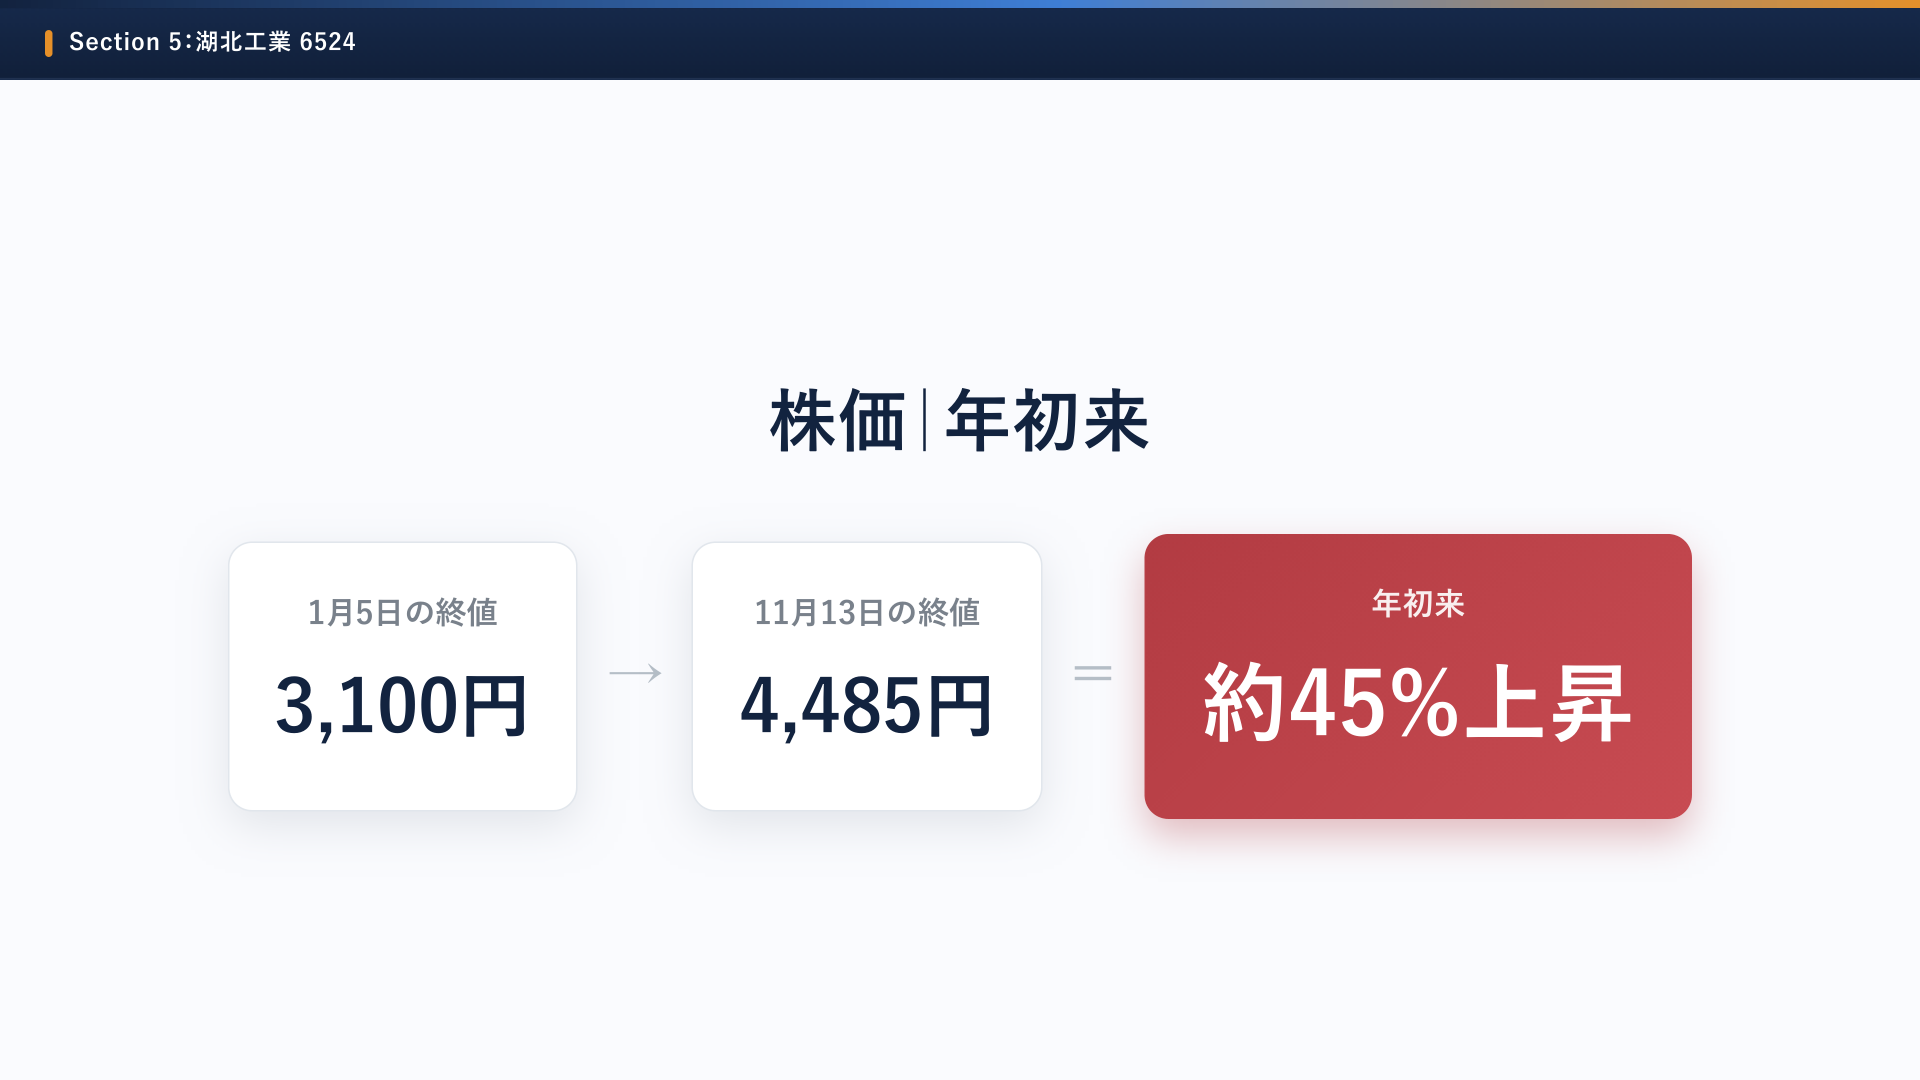 Section 5：湖北工業 6524
株価｜年初来
1月5日の終値
3,100円
→
11月13日の終値
4,485円
＝
年初来
約45%上昇